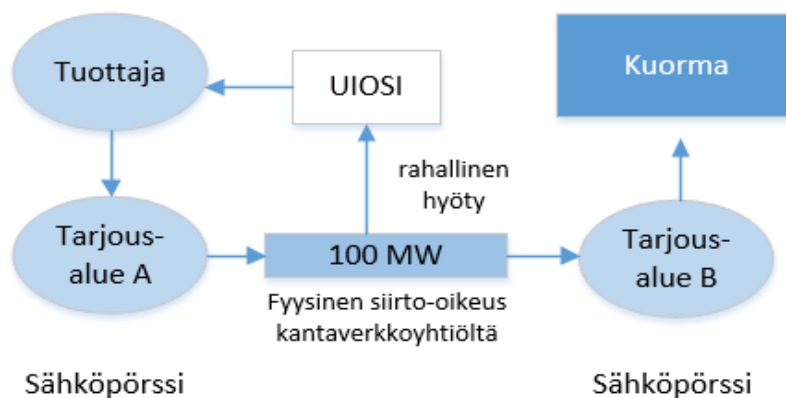 Tuottaja
UIOSI
Kuorma
rahallinen
hyöty
Tarjous-
alue A
100 MW
Tarjous-
alue B
Fyysinen siirto-oikeus
kantaverkkoyhtiöltä
Sähköpörssi
Sähköpörssi